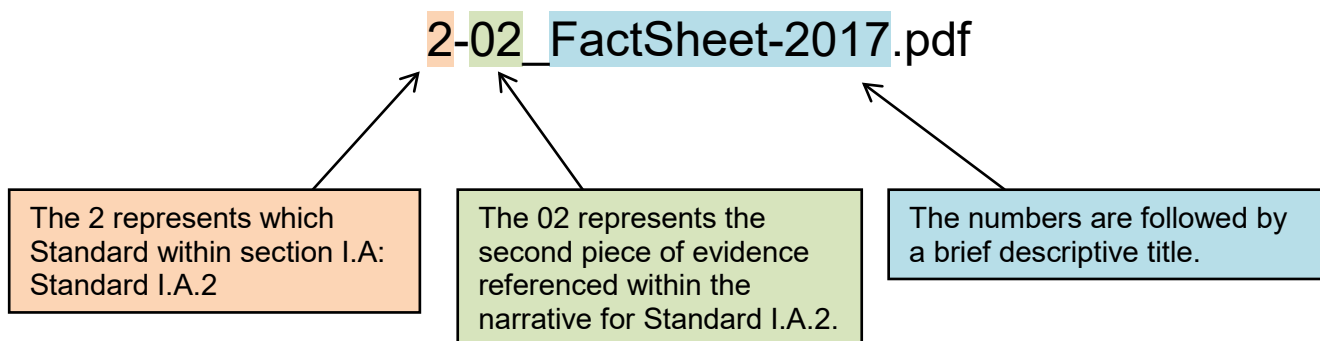 2-02_FactSheet-2017.pdf
The 2 represents which
Standard within section I.A:
Standard I.A.2
The 02 represents the
second piece of evidence
referenced within the
narrative for Standard I.A.2.
The numbers are followed by
a brief descriptive title.